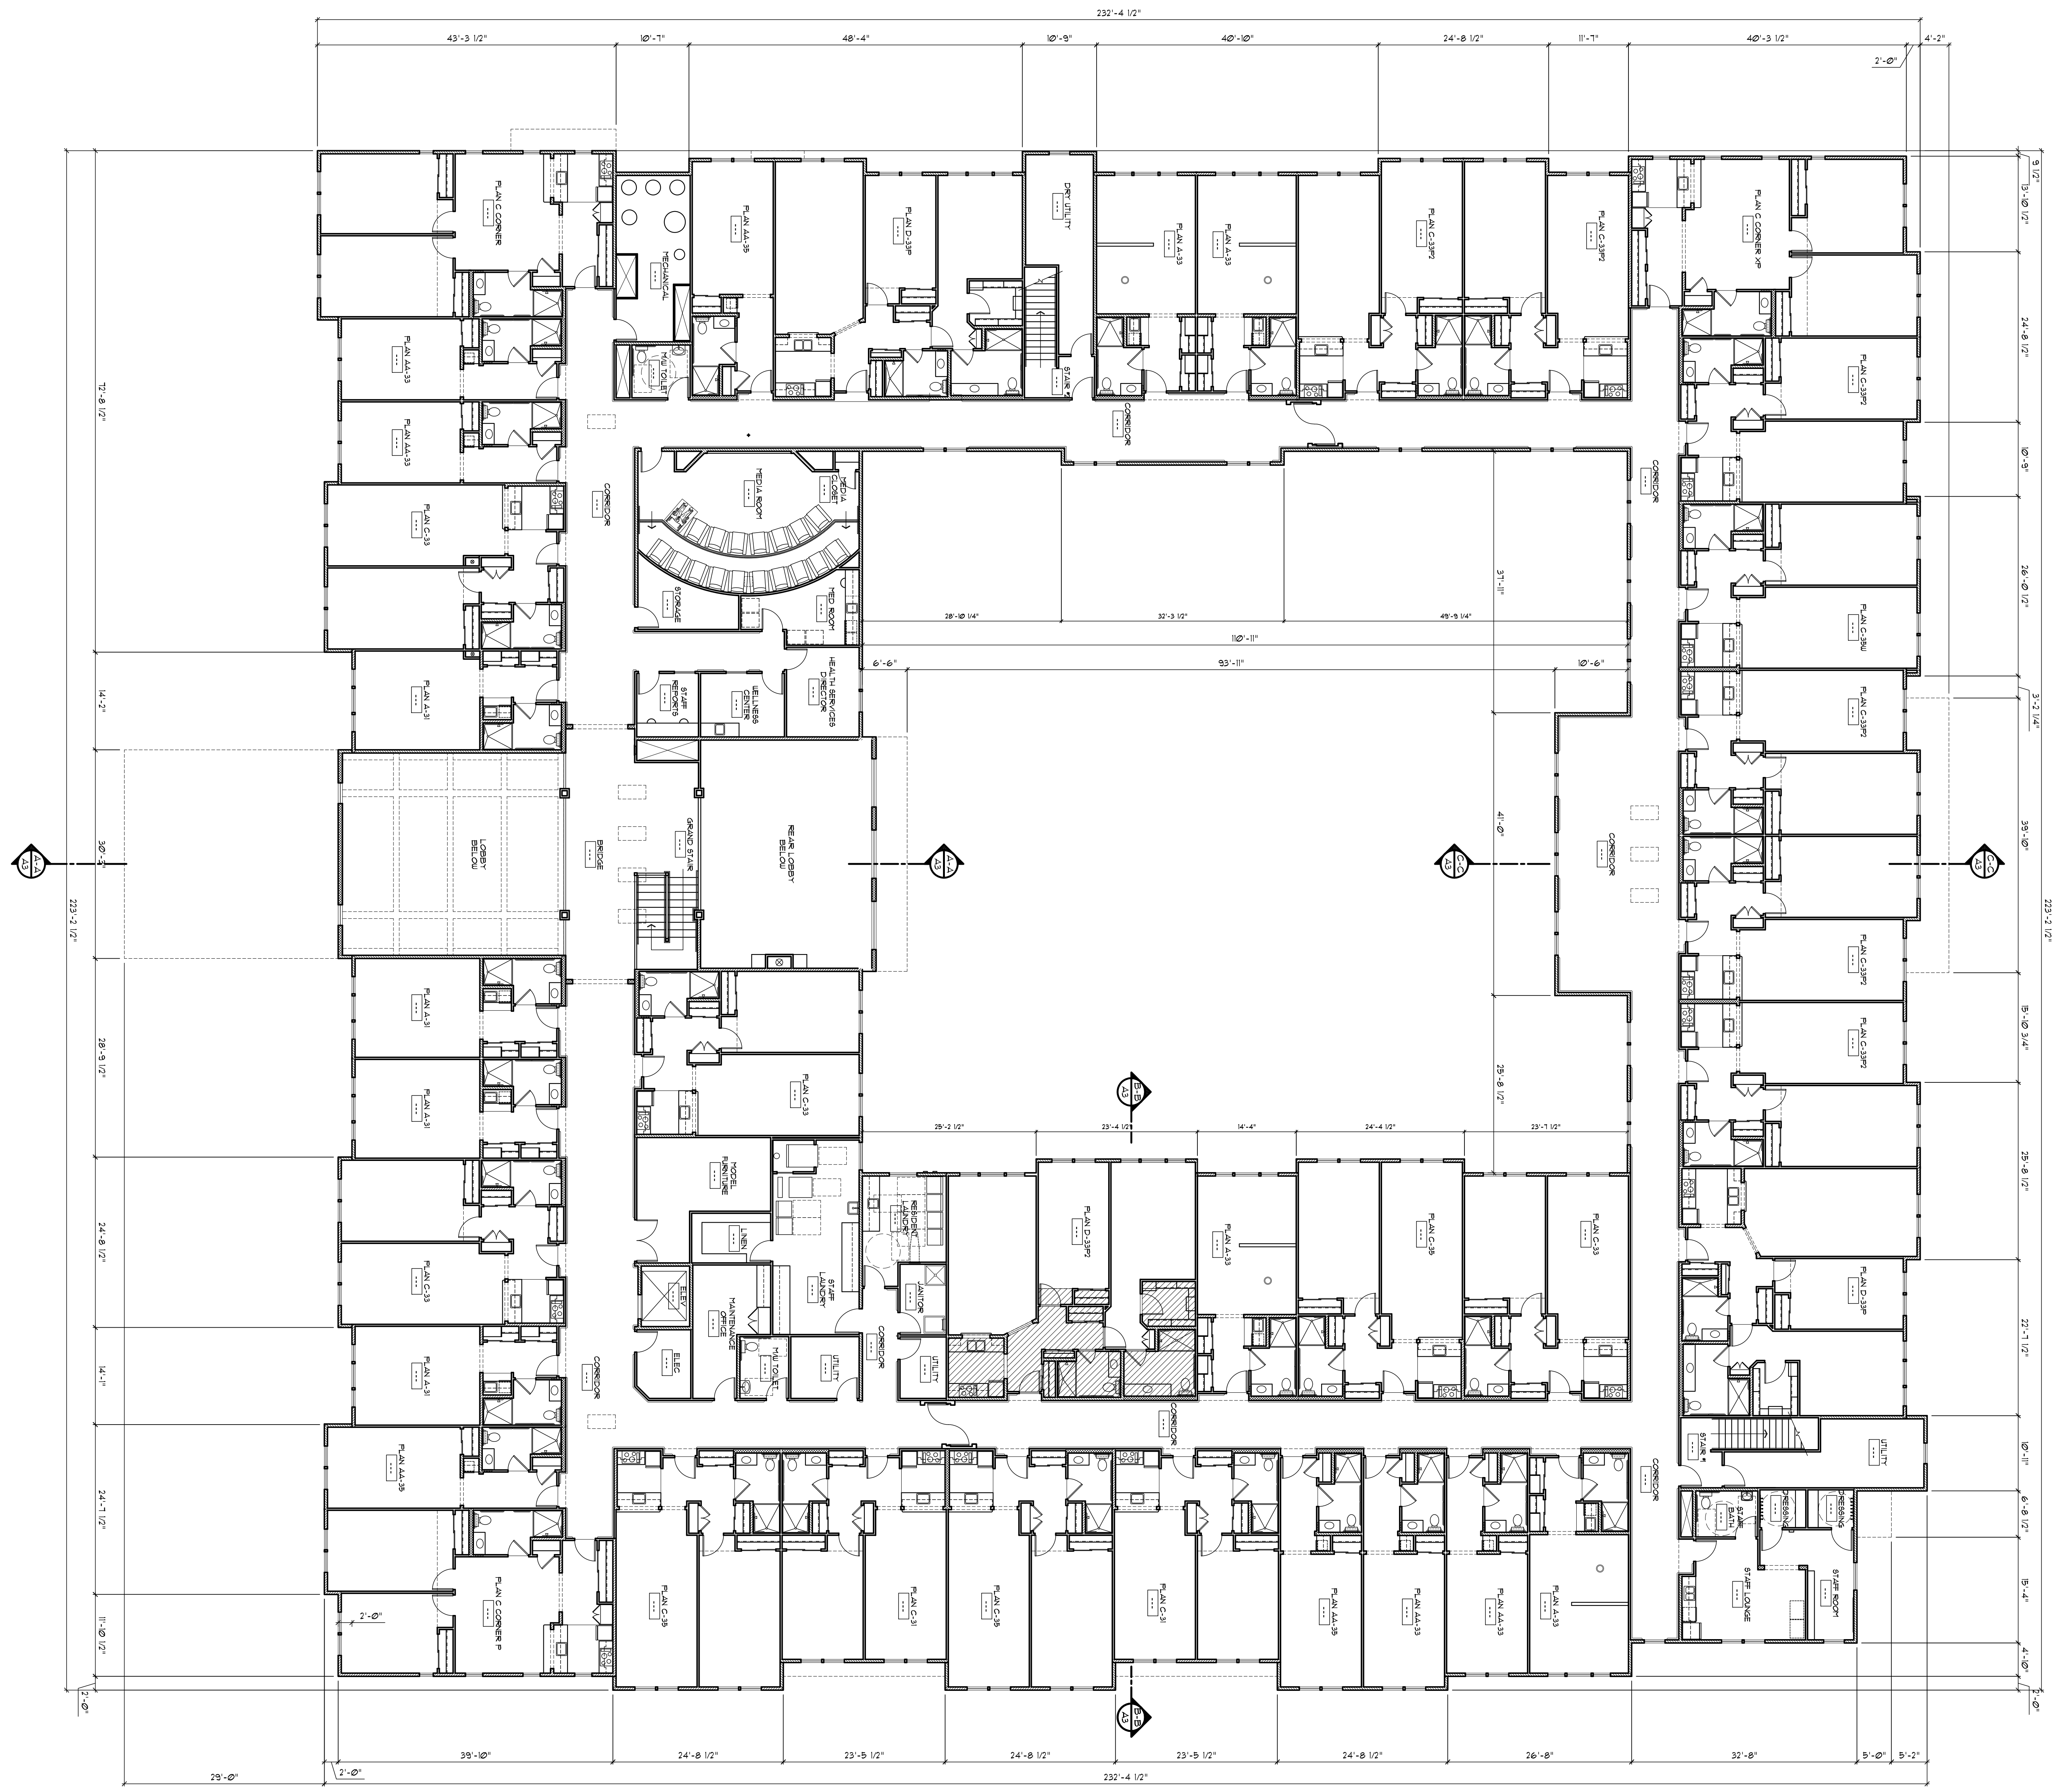 232'-4 1/2"
43'-3 1/2"
10'-7"
48'-4"
10'-9"
40'-10"
24'-8 1/2"
11'-7"
40'-3 1/2"
4'-2"
2'-0"
9 1/2"
13'-10 1/2"
24'-8 1/2"
10'-9"
26'-0 1/2"
3'-2 1/4"
39'-10"
223'-2 1/2"
15'-10 3/4"
25'-8 1/2"
22'-7 1/2"
10'-11"
6'-8 1/2"
15'-4"
4'-10"
2'-0"
72'-8 1/2"
14'-2"
30'-3"
223'-2 1/2"
28'-9 1/2"
24'-8 1/2"
14'-1"
24'-7 1/2"
11'-10 1/2"
2'-0"
PLAN C CORNER
MECHANICAL
MU TOILET
PLAN AA-35
PLAN D-33P
DRY UTILITY
STAIR
PLAN A-33
PLAN A-33
PLAN C-33P2
PLAN C-33P2
PLAN C CORNER XP
PLAN AA-33
PLAN AA-33
PLAN C-33
PLAN A-31
CORRIDOR
CORRIDOR
CORRIDOR
MEDIA ROOM
MEDIA
CLOSET
STORAGE
MED ROOM
STAFF
REPORTS
WELLNESS
CENTER
HEALTH SERVICES
DIRECTOR
28'-10 1/4"
32'-3 1/2"
49'-9 1/4"
110'-11"
6'-6"
93'-11"
10'-6"
37'-11"
41'-0"
25'-8 1/2"
PLAN C-33P2
PLAN C-35W
PLAN C-33P2
PLAN C-33P2
PLAN C-33P2
PLAN D-33P
A-A
A3
LOBBY
BELOW
BRIDGE
GRAND STAIR
REAR LOBBY
BELOW
A-A
A3
C-C
A3
CORRIDOR
C-C
A3
PLAN A-31
PLAN A-31
PLAN C-33
PLAN A-31
PLAN AA-35
PLAN C CORNER P
2'-0"
CORRIDOR
PLAN C-33
MODEL
FURNITURE
LINEN
ELEV
ELEC
MAINTENANCE
OFFICE
STAFF
LAUNDRY
MU TOILET
UTILITY
RESIDENT
LAUNDRY
JANITOR
UTILITY
CORRIDOR
B-B
A3
25'-2 1/2"
23'-4 1/2"
14'-4"
24'-4 1/2"
23'-7 1/2"
PLAN D-33P2
PLAN A-33
PLAN C-35
PLAN C-33
CORRIDOR
CORRIDOR
STAIR
UTILITY
STAFF
BATH
DRESSING
DRESSING
STAFF LOUNGE
STAFF ROOM
PLAN C-35
PLAN C-31
PLAN C-35
PLAN C-31
PLAN AA-35
PLAN AA-33
PLAN AA-33
PLAN A-33
B-B
A3
39'-10"
24'-8 1/2"
23'-5 1/2"
24'-8 1/2"
23'-5 1/2"
24'-8 1/2"
26'-8"
32'-8"
5'-0"
5'-2"
29'-0"
2'-0"
232'-4 1/2"